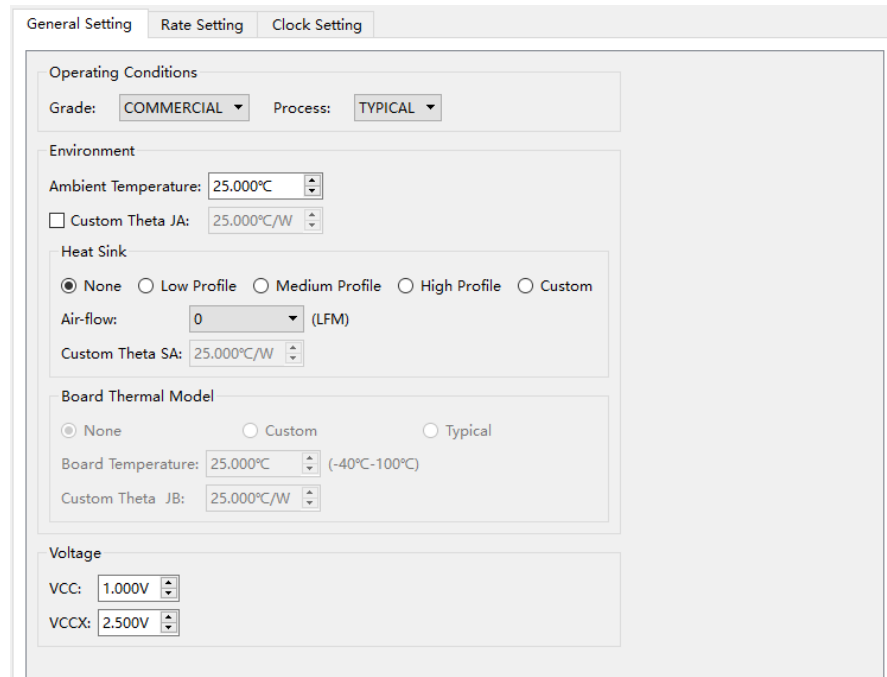 General Setting Rate Setting Clock Setting
Operating Conditions
Grade: COMMERCIAL Process: TYPICAL
Environment
Ambient Temperature: 25.000℃
Custom Theta JA: 25.000℃/W
Heat Sink
None Low Profile Medium Profile High Profile Custom
Air-flow: 0 (LFM)
Custom Theta SA: 25.000℃/W
Board Thermal Model
None Custom Typical
Board Temperature: 25.000℃ (-40℃-100℃)
Custom Theta JB: 25.000℃/W
Voltage
VCC: 1.000V
VCCX: 2.500V